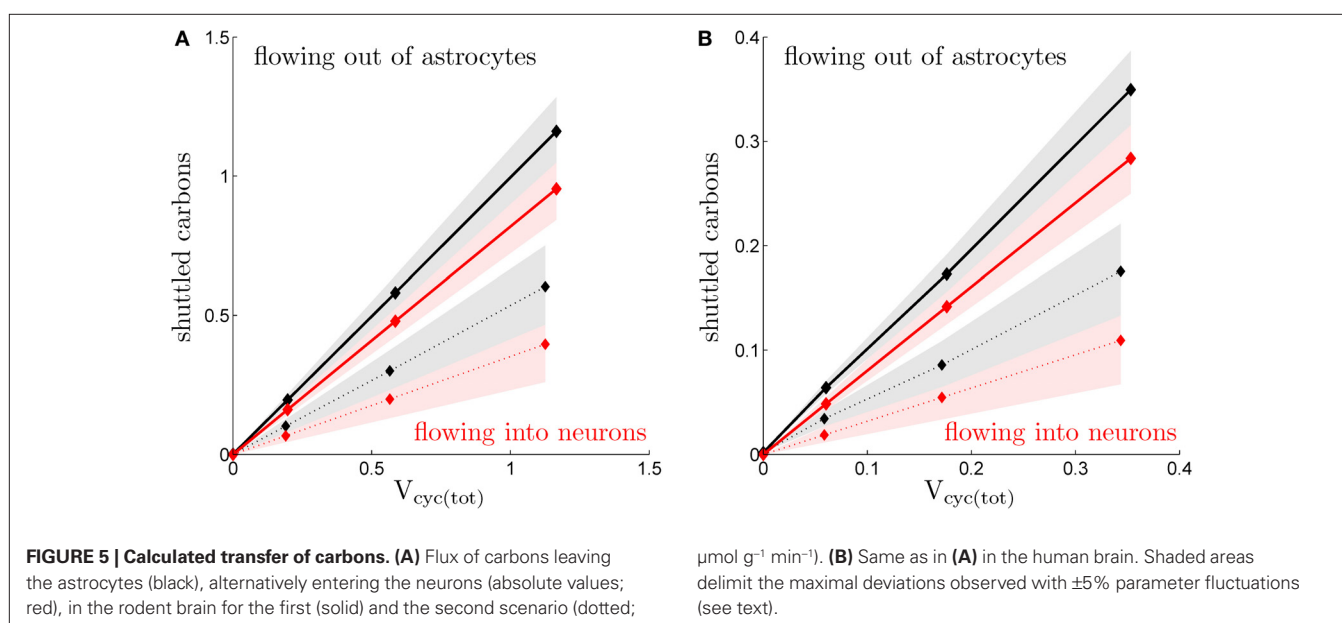 A
1.5
flowing out of astrocytes
1
shuttled carbons
0.5
flowing into neurons
0
0
0.5
1
1.5
Vcyc(tot)
B
0.4
flowing out of astrocytes
0.3
shuttled carbons
0.2
0.1
flowing into neurons
0
0
0.1
0.2
0.3
0.4
Vcyc(tot)
FIGURE 5 | Calculated transfer of carbons. (A) Flux of carbons leaving
the astrocytes (black), alternatively entering the neurons (absolute values;
red), in the rodent brain for the first (solid) and the second scenario (dotted;
μmol g⁻¹ min⁻¹). (B) Same as in (A) in the human brain. Shaded areas
delimit the maximal deviations observed with ±5% parameter fluctuations
(see text).